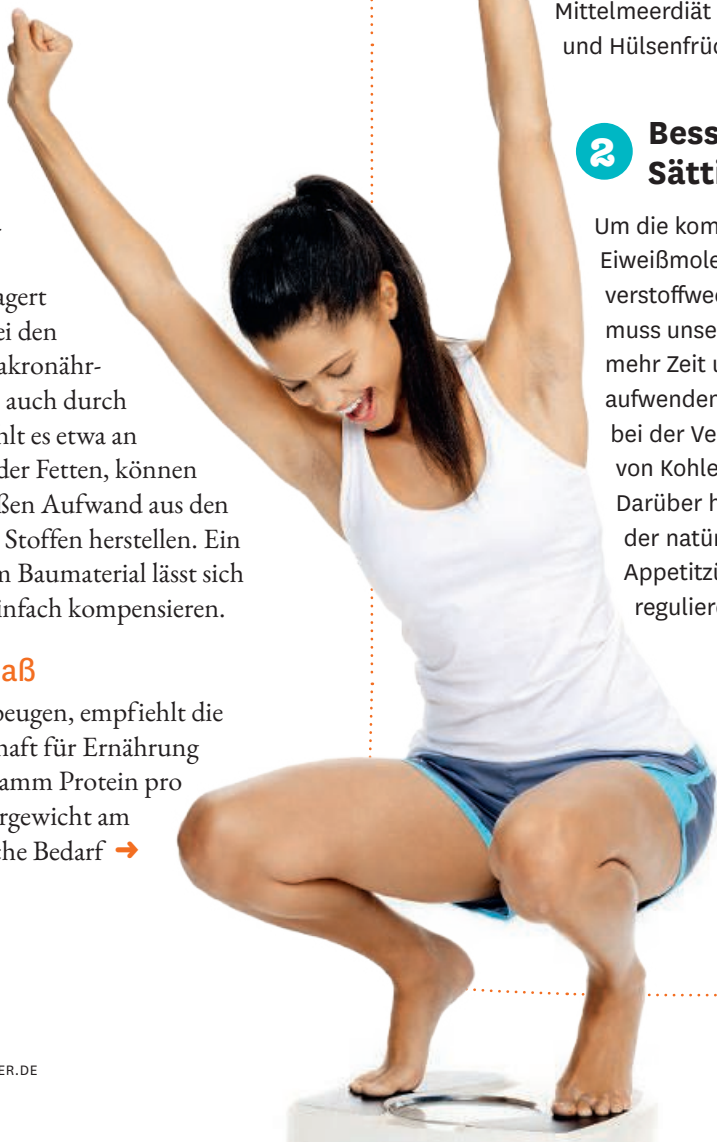 agert
ei den
akronähr-
auch durch
hlt es etwa an
der Fetten, können
ßen Aufwand aus den
Stoffen herstellen. Ein
n Baumaterial lässt sich
infach kompensieren.
aß
beugen, empfiehlt die
haft für Ernährung
amm Protein pro
rgewicht am
che Bedarf ➜
ER.DE
Mittelmeerdiät
und Hülsenfrüc
2
Bess
Sätti
Um die kom
Eiweißmole
verstoffwec
muss unse
mehr Zeit u
aufwenden
bei der Ve
von Kohle
Darüber h
der natür
Appetitzü
reguliere